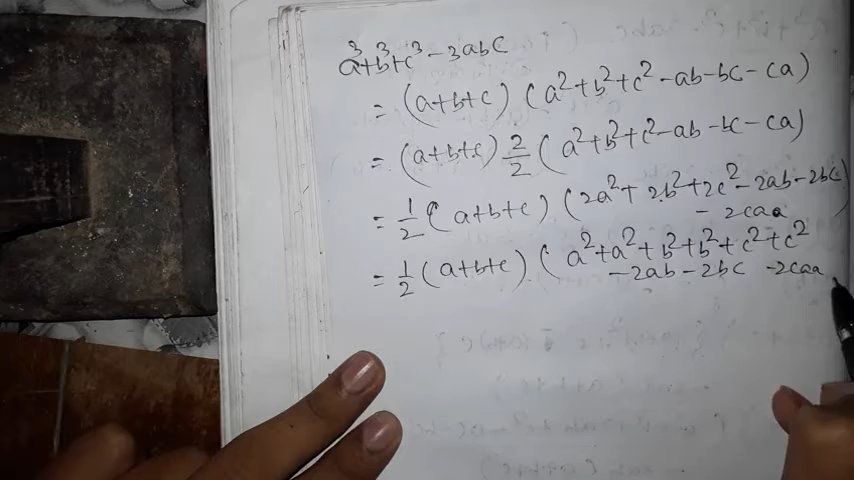 a³+b³+c³-3abc
= (a+b+c) (a²+b²+c²-ab-bc-ca)
= (a+b+c) 2/2 (a²+b²+c²-ab-bc-ca)
= 1/2 (a+b+c) (2a²+2b²+2c²-2ab-2bc
-2caa)
= 1/2 (a+b+c) (a²+a²+b²+b²+c²+c²
-2ab-2bc-2caa